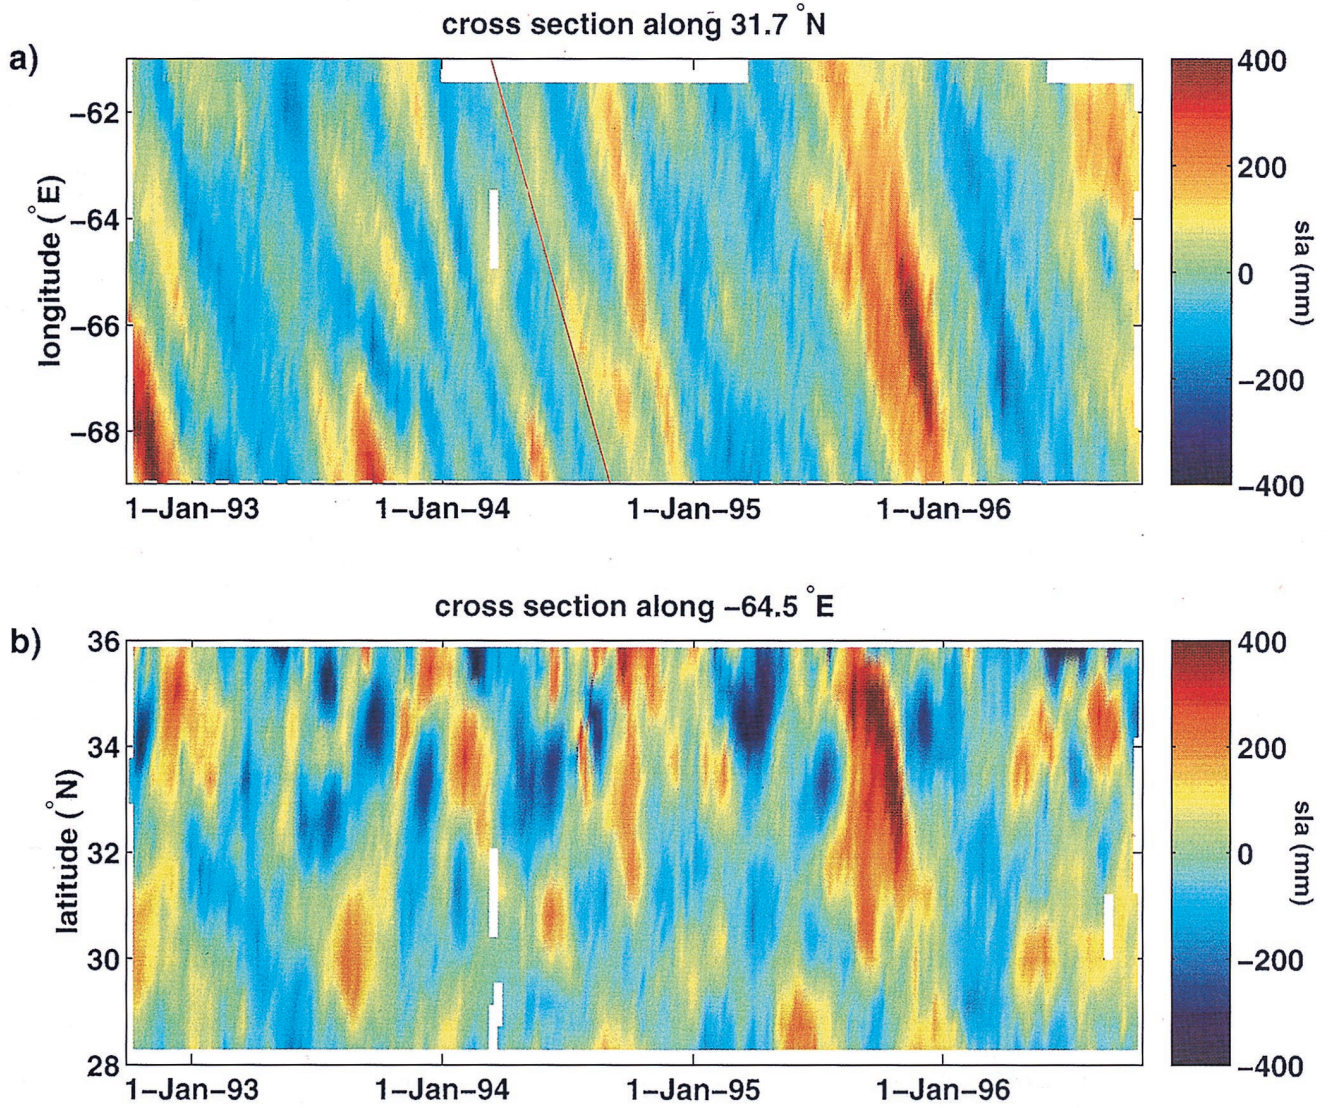 cross section along 31.7 °N
a)
longitude (°E)
−62
−64
−66
−68
1−Jan−93
1−Jan−94
1−Jan−95
1−Jan−96
400
200
0
−200
−400
sla (mm)
cross section along −64.5 °E
b)
latitude (°N)
36
34
32
30
28
1−Jan−93
1−Jan−94
1−Jan−95
1−Jan−96
400
200
0
−200
−400
sla (mm)